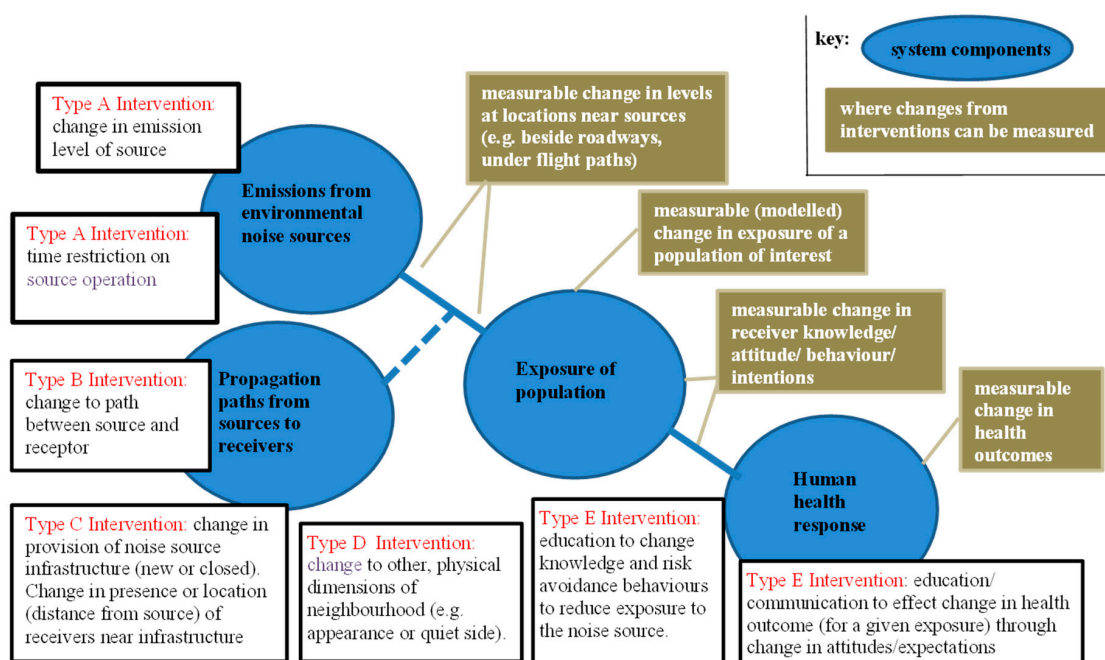 key:
system components
where changes from
interventions can be measured
Type A Intervention:
change in emission
level of source
measurable change in levels
at locations near sources
(e.g. beside roadways,
under flight paths)
Emissions from
environmental
noise sources
Type A Intervention:
time restriction on
source operation
measurable (modelled)
change in exposure of a
population of interest
measurable change in
receiver knowledge/
attitude/ behaviour/
intentions
Type B Intervention:
change to path
between source and
receptor
Propagation
paths from
sources to
receivers
Exposure of
population
measurable
change in
health
outcomes
Human
health
response
Type C Intervention: change in
provision of noise source
infrastructure (new or closed).
Change in presence or location
(distance from source) of
receivers near infrastructure
Type D Intervention:
change to other, physical
dimensions of
neighbourhood (e.g.
appearance or quiet side).
Type E Intervention:
education to change
knowledge and risk
avoidance behaviours
to reduce exposure to
the noise source.
Type E Intervention: education/
communication to effect change in health
outcome (for a given exposure) through
change in attitudes/expectations